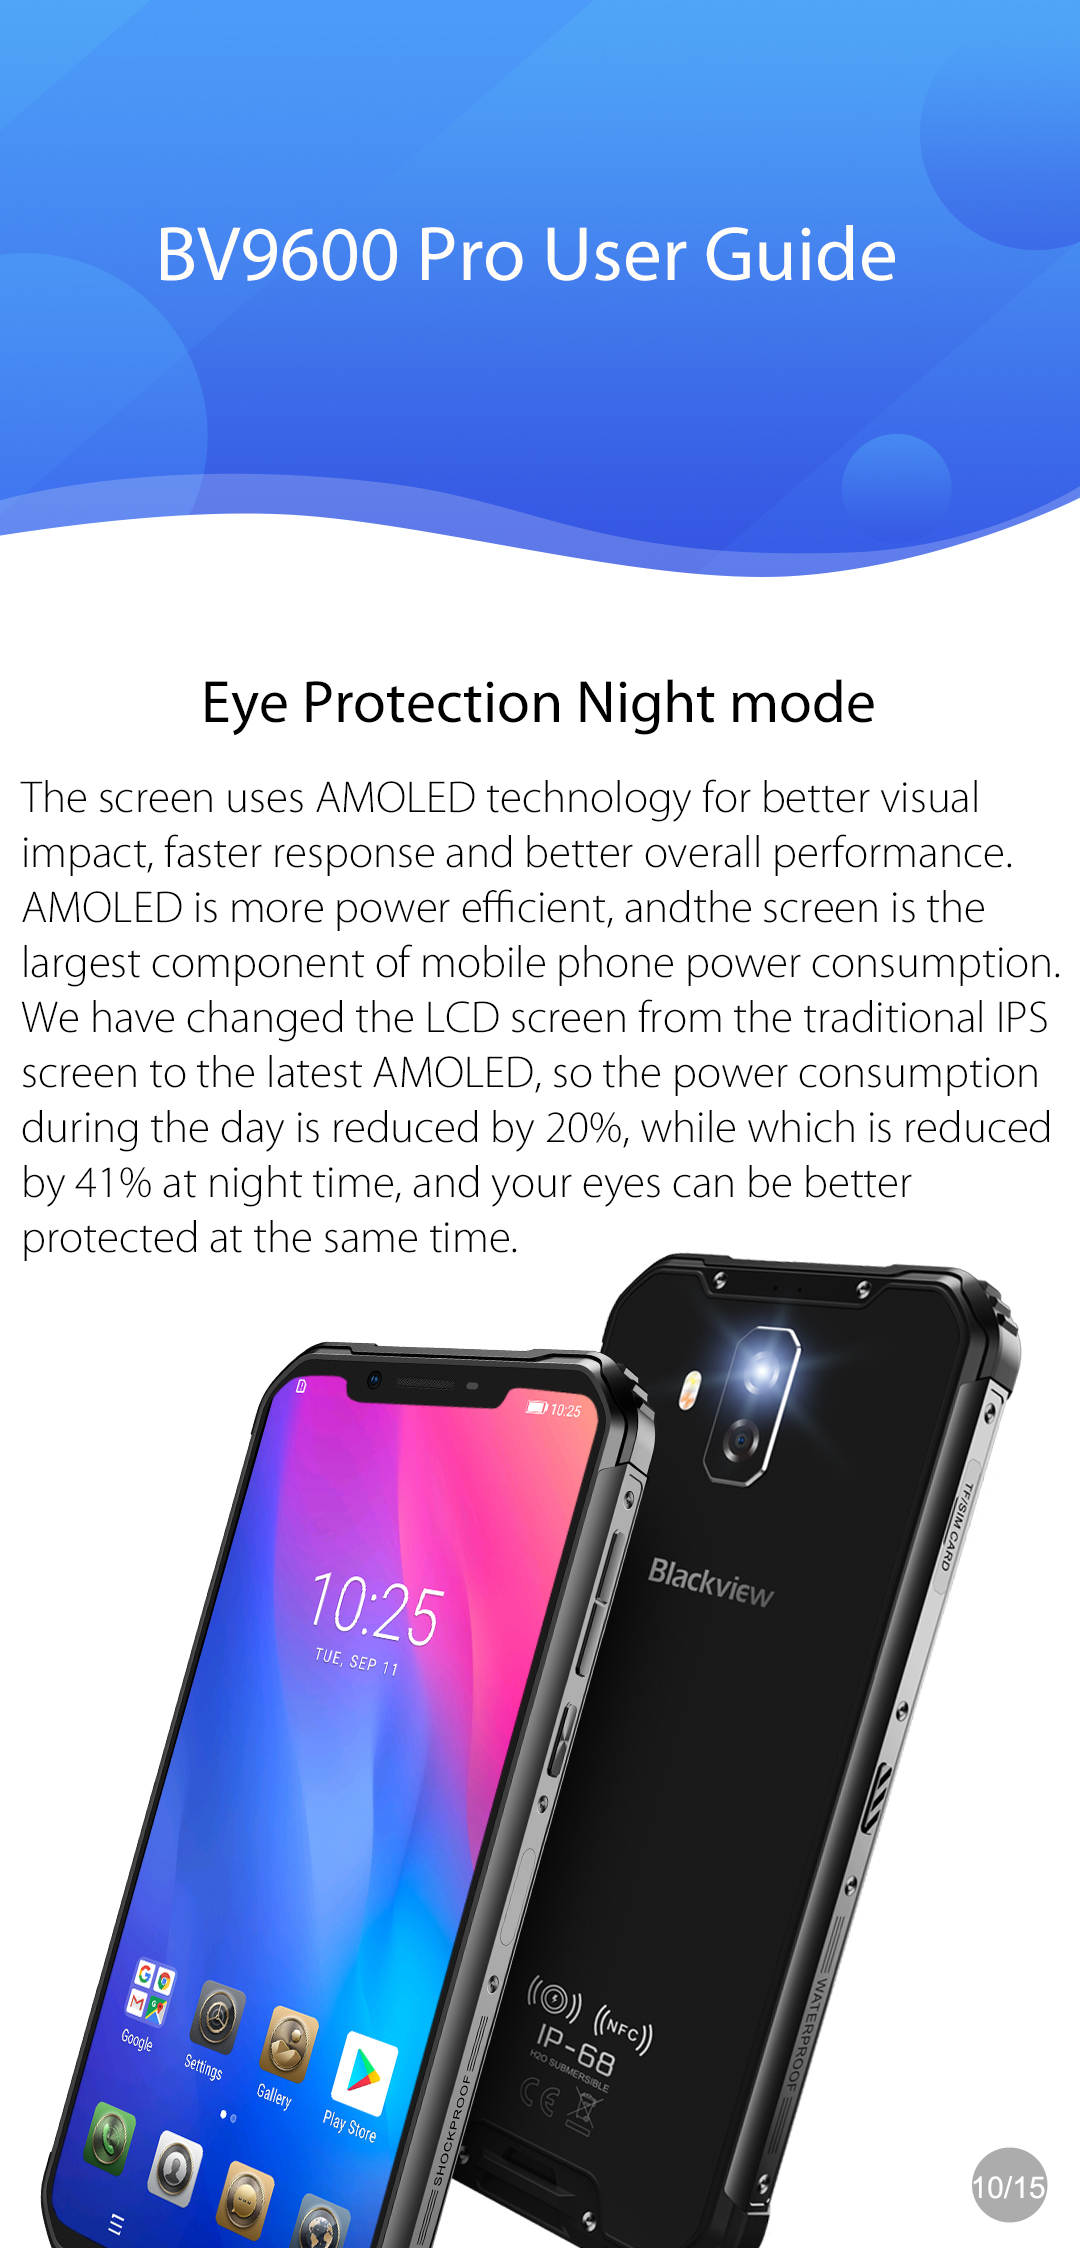 BV9600 Pro User Guide
Eye Protection Night mode
The screen uses AMOLED technology for better visual
impact, faster response and better overall performance.
AMOLED is more power efficient, andthe screen is the
largest component of mobile phone power consumption.
We have changed the LCD screen from the traditional IPS
screen to the latest AMOLED, so the power consumption
during the day is reduced by 20%, while which is reduced
by 41% at night time, and your eyes can be better
protected at the same time.
10:25
10:25
TUE, SEP 11
Google
Settings
Gallery
Play Store
SHOCKPROOF
TF/SIM CARD
Blackview
WATERPROOF
NFC
IP-68
H2O SUBMERSIBLE
CE
10/15